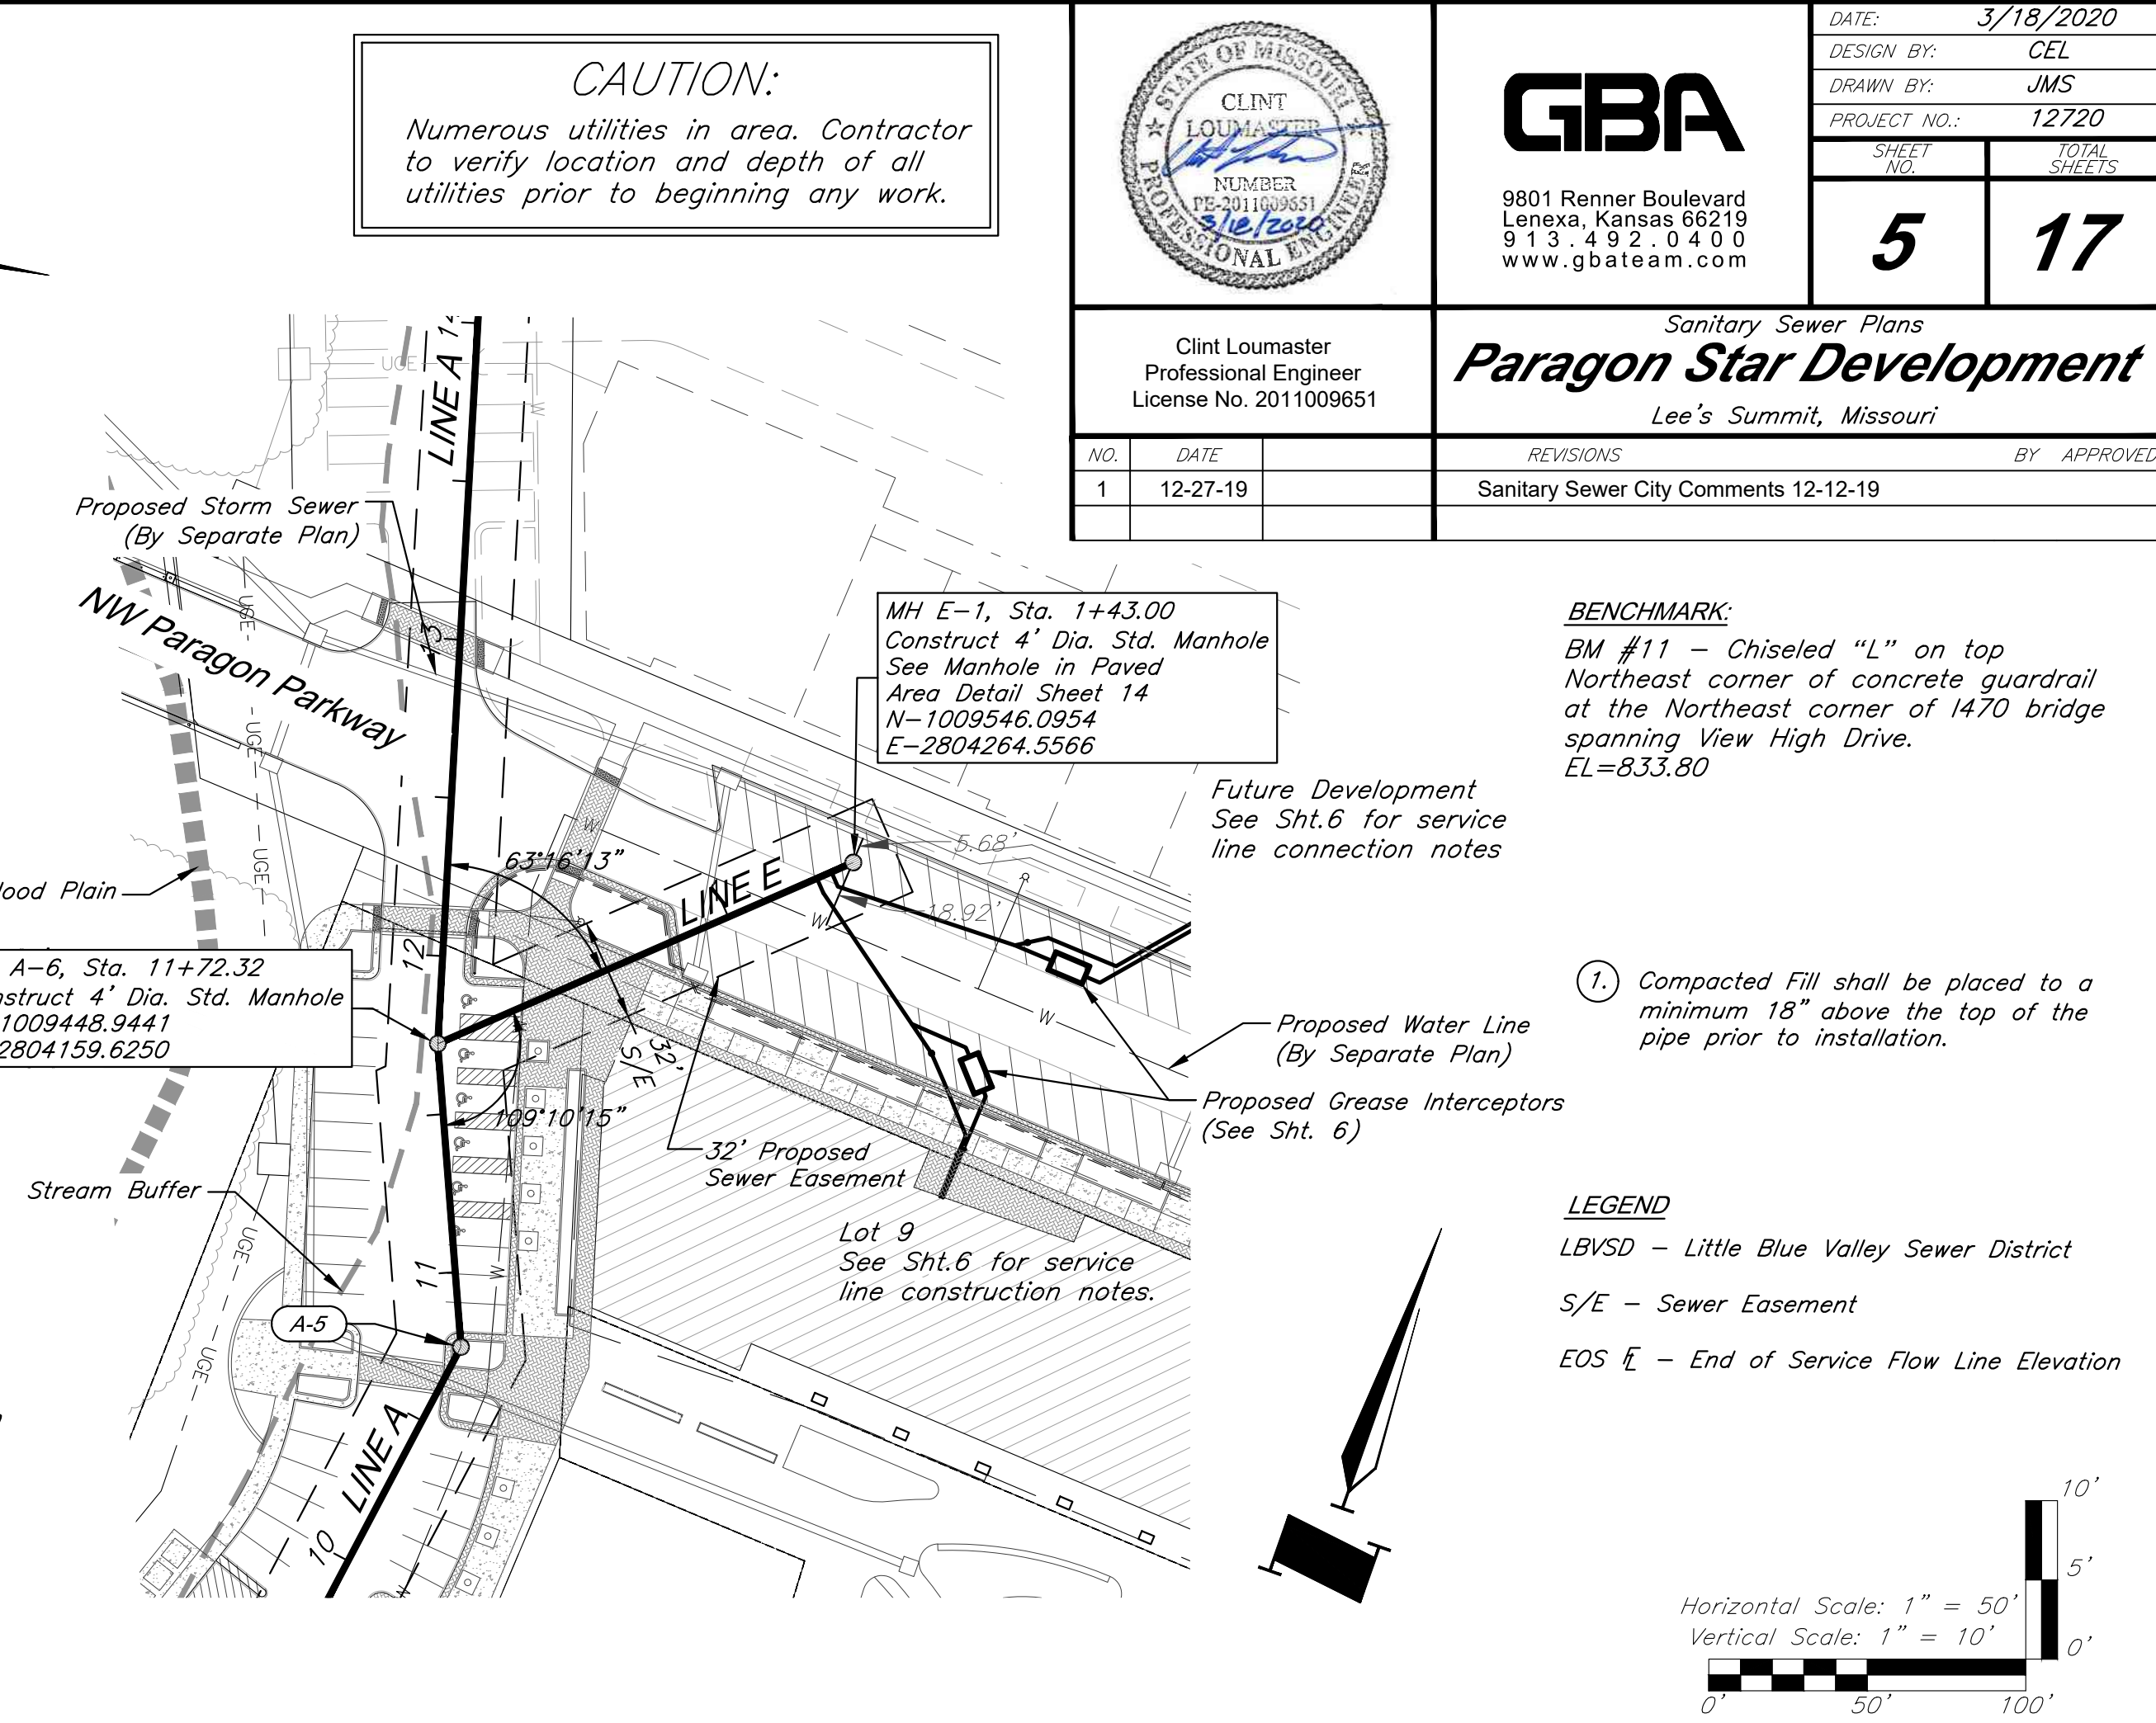 CAUTION:
Numerous utilities in area. Contractor
to verify location and depth of all
utilities prior to beginning any work.
STATE OF MISSOURI
CLINT
LOUMASTER
NUMBER
PE-2011009651
3/18/2020
PROFESSIONAL ENGINEER
GBA
9801 Renner Boulevard
Lenexa, Kansas 66219
913.492.0400
www.gbateam.com
DATE: 3/18/2020
DESIGN BY: CEL
DRAWN BY: JMS
PROJECT NO.: 12720
SHEET NO.
TOTAL SHEETS
5
17
Clint Loumaster
Professional Engineer
License No. 2011009651
Sanitary Sewer Plans
Paragon Star Development
Lee's Summit, Missouri
NO. DATE REVISIONS BY APPROVED
1 12-27-19 Sanitary Sewer City Comments 12-12-19
UGE
LINE A
W
Proposed Storm Sewer
(By Separate Plan)
NW Paragon Parkway
UGE
UGE
UGE
13
MH E-1, Sta. 1+43.00
Construct 4' Dia. Std. Manhole
See Manhole in Paved
Area Detail Sheet 14
N-1009546.0954
E-2804264.5566
BENCHMARK:
BM #11 - Chiseled "L" on top
Northeast corner of concrete guardrail
at the Northeast corner of I470 bridge
spanning View High Drive.
EL=833.80
Future Development
See Sht.6 for service
line connection notes
5.68'
18.92'
W
W
W
63°16'13"
LINE E
lood Plain
12
A-6, Sta. 11+72.32
nstruct 4' Dia. Std. Manhole
1009448.9441
2804159.6250
1. Compacted Fill shall be placed to a
minimum 18" above the top of the
pipe prior to installation.
Proposed Water Line
(By Separate Plan)
Proposed Grease Interceptors
(See Sht. 6)
32'
S/E
109°10'15"
32' Proposed
Sewer Easement
Stream Buffer
Lot 9
See Sht.6 for service
line construction notes.
UGE
UGE
11
W
A-5
LINE A
10
W
LEGEND
LBVSD - Little Blue Valley Sewer District
S/E - Sewer Easement
EOS FL - End of Service Flow Line Elevation
10'
5'
0'
Horizontal Scale: 1" = 50'
Vertical Scale: 1" = 10'
0' 50' 100'